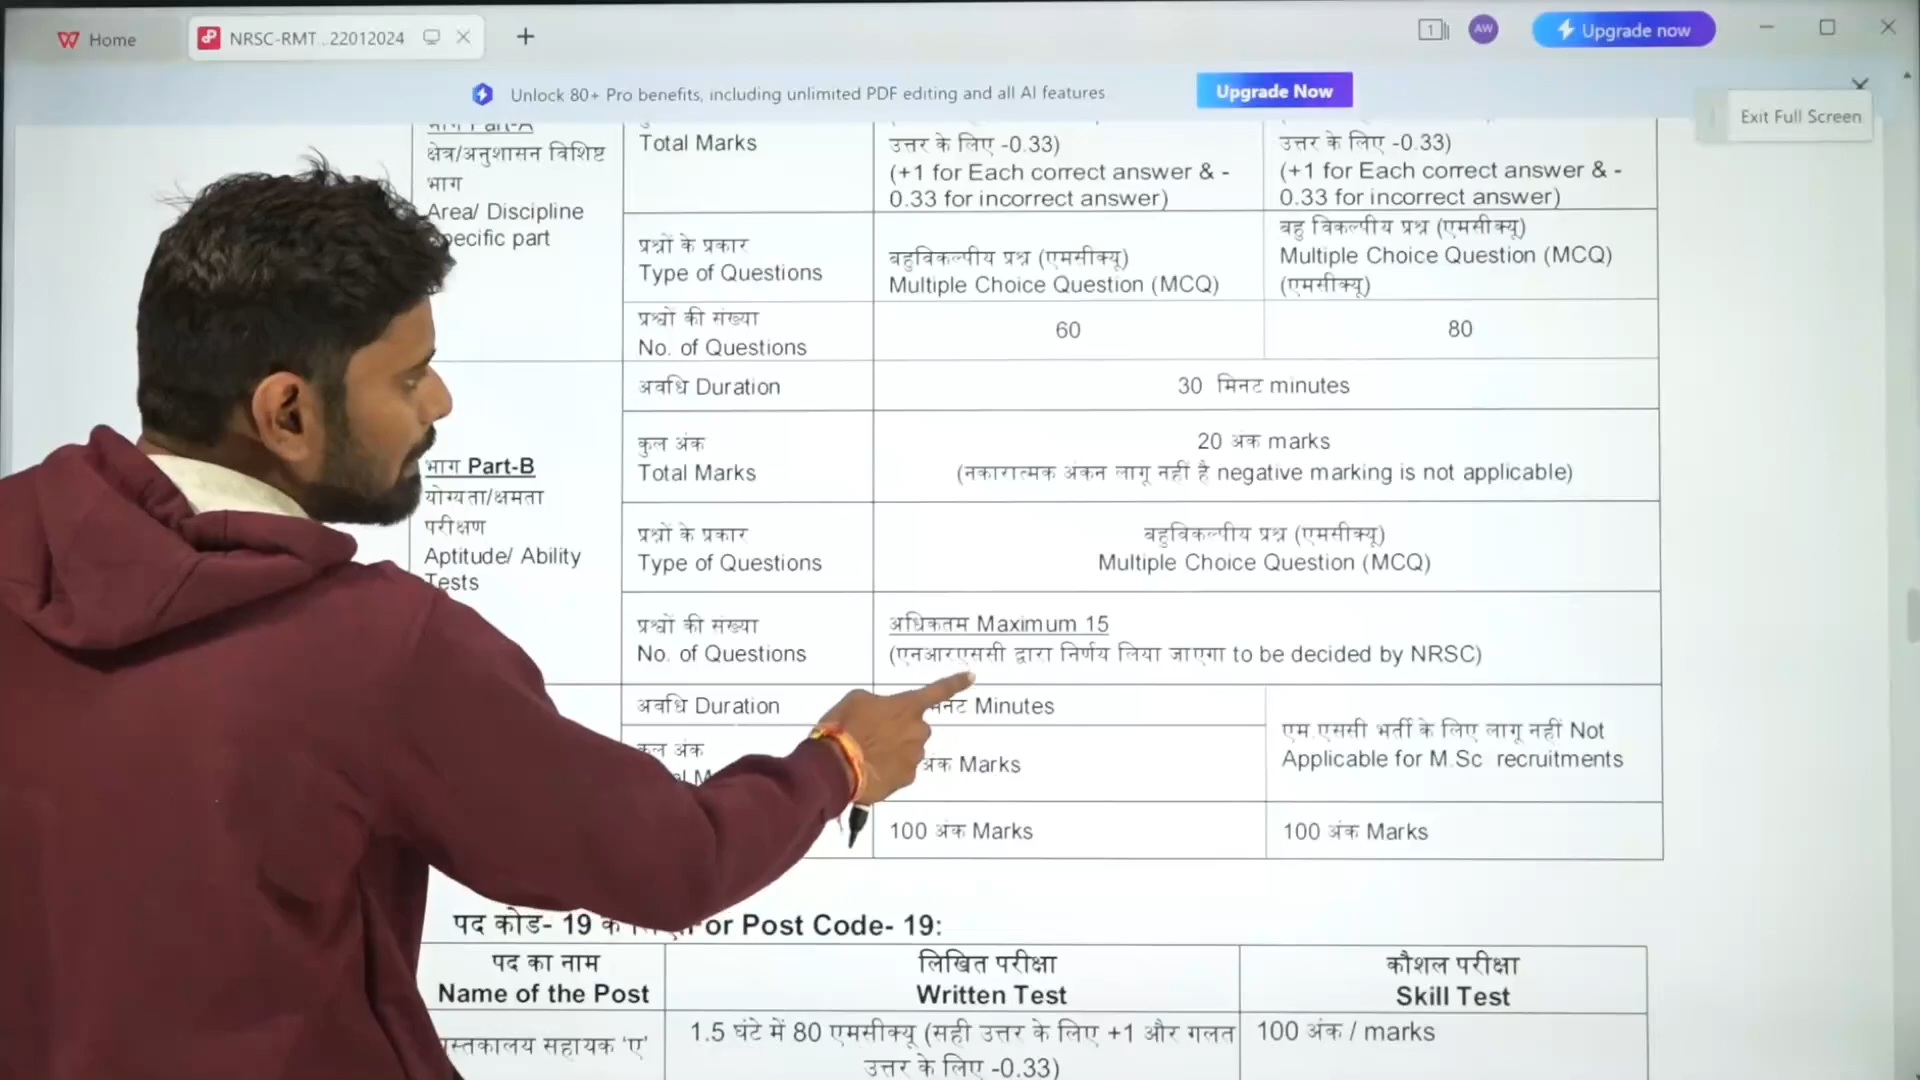 Home
NRSC-RMT...22012024
1
AW
Upgrade now
Unlock 80+ Pro benefits, including unlimited PDF editing and all AI features
Upgrade Now
Exit Full Screen
भाग Part-A
क्षेत्र/अनुशासन विशिष्ट
भाग
Area/ Discipline
specific part
Total Marks
उत्तर के लिए -0.33)
(+1 for Each correct answer & -
0.33 for incorrect answer)
उत्तर के लिए -0.33)
(+1 for Each correct answer & -
0.33 for incorrect answer)
प्रश्नों के प्रकार
Type of Questions
बहुविकल्पीय प्रश्न (एमसीक्यू)
Multiple Choice Question (MCQ)
बहु विकल्पीय प्रश्न (एमसीक्यू)
Multiple Choice Question (MCQ)
(एमसीक्यू)
प्रश्नों की संख्या
No. of Questions
60
80
भाग Part-B
योग्यता/क्षमता
परीक्षण
Aptitude/ Ability
Tests
अवधि Duration
30 मिनट minutes
कुल अंक
Total Marks
20 अंक marks
(नकारात्मक अंकन लागू नहीं है negative marking is not applicable)
प्रश्नों के प्रकार
Type of Questions
बहुविकल्पीय प्रश्न (एमसीक्यू)
Multiple Choice Question (MCQ)
प्रश्नों की संख्या
No. of Questions
अधिकतम Maximum 15
(एनआरएससी द्वारा निर्णय लिया जाएगा to be decided by NRSC)
अवधि Duration
Minutes
एम.एससी भर्ती के लिए लागू नहीं Not
Applicable for M.Sc recruitments
कुल अंक
अंक Marks
100 अंक Marks
100 अंक Marks
पद कोड- 19 के or Post Code- 19:
पद का नाम
Name of the Post
लिखित परीक्षा
Written Test
कौशल परीक्षा
Skill Test
सहायक ‘ए’
1.5 घंटे में 80 एमसीक्यू (सही उत्तर के लिए +1 और गलत
उत्तर के लिए -0.33)
100 अंक / marks